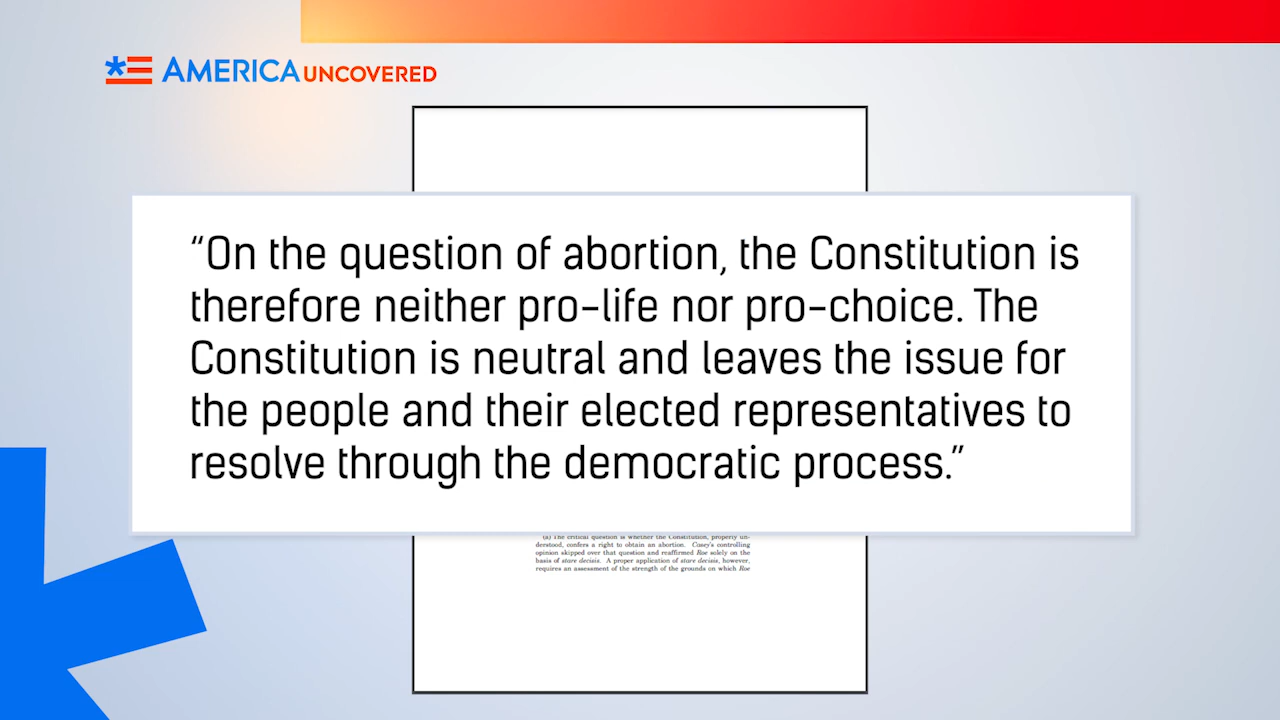 AMERICA UNCOVERED
“On the question of abortion, the Constitution is
therefore neither pro-life nor pro-choice. The
Constitution is neutral and leaves the issue for
the people and their elected representatives to
resolve through the democratic process.”
(a) The critical question is whether the Constitution, properly un-
derstood, confers a right to obtain an abortion. Casey’s controlling
opinion skipped over that question and reaffirmed Roe solely on the
basis of stare decisis. A proper application of stare decisis, however,
requires an assessment of the strength of the grounds on which Roe